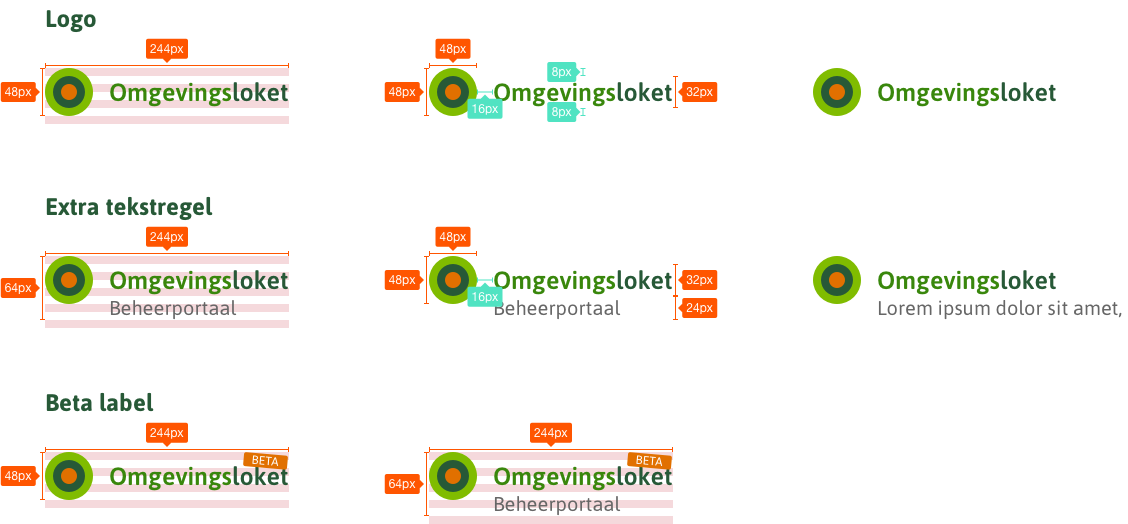 Logo
244px
48px
48px
Omgevingsloket
48px
8px
Omgevingsloket
32px
16px
8px
Omgevingsloket
Extra tekstregel
244px
48px
64px
Omgevingsloket
Beheerportaal
48px
Omgevingsloket
32px
16px
Beheerportaal
24px
Omgevingsloket
Lorem ipsum dolor sit amet,
Beta label
244px
244px
48px
BETA
Omgevingsloket
64px
BETA
Omgevingsloket
Beheerportaal